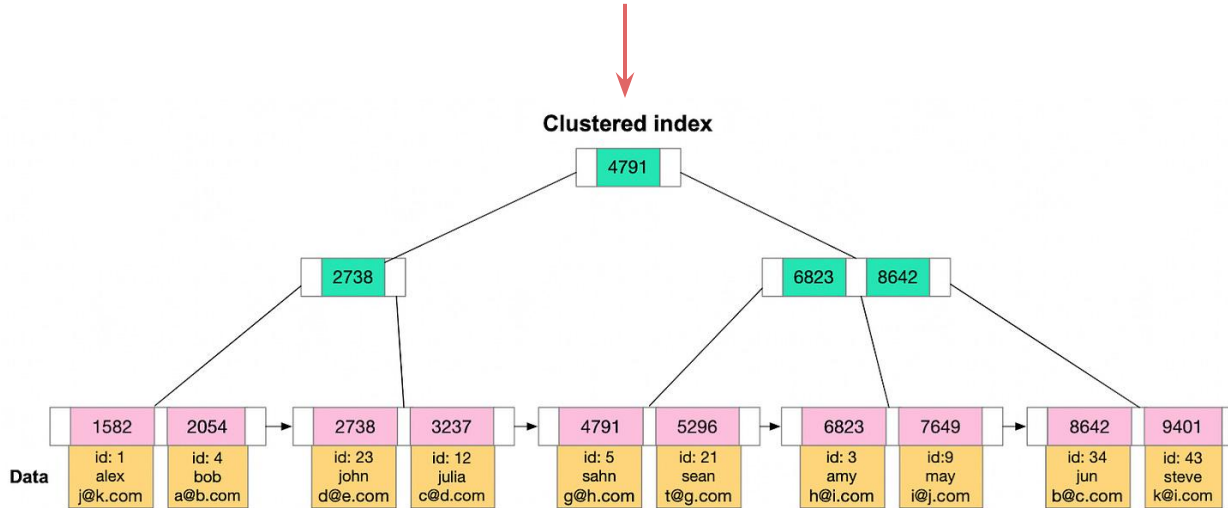 Clustered index
4791
2738
6823 8642
1582 2054 2738 3237 4791 5296 6823 7649 8642 9401
Data
id: 1
alex
j@k.com
id: 4
bob
a@b.com
id: 23
john
d@e.com
id: 12
julia
c@d.com
id: 5
sahn
g@h.com
id: 21
sean
t@g.com
id: 3
amy
h@i.com
id:9
may
i@j.com
id: 34
jun
b@c.com
id: 43
steve
k@i.com